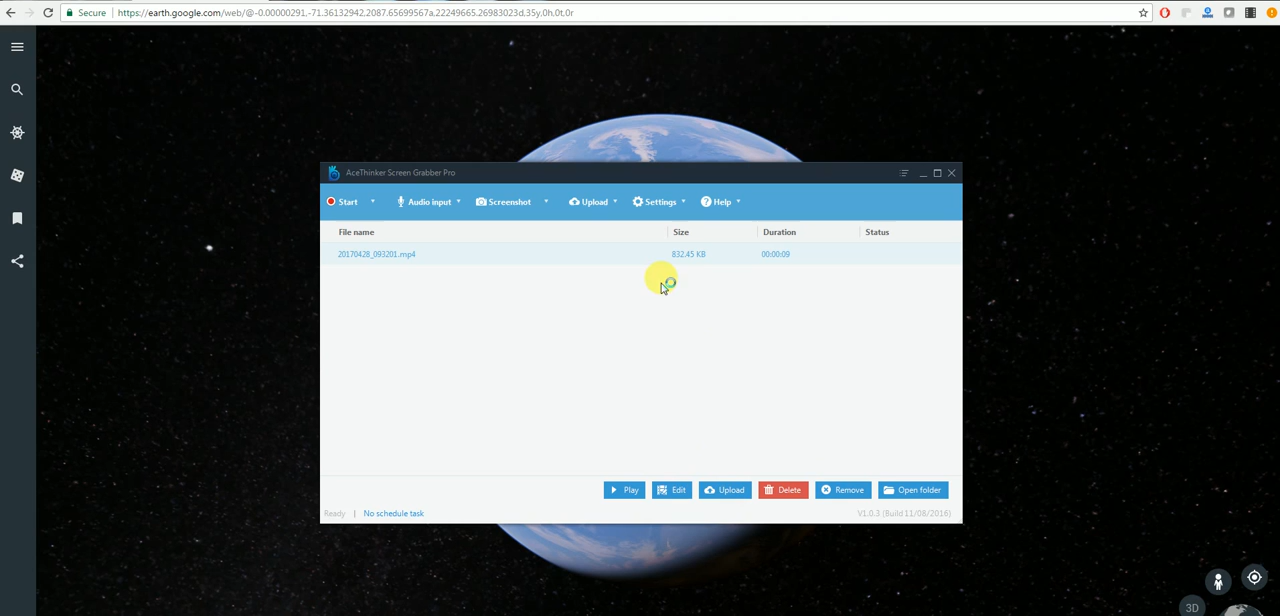 Secure https://earth.google.com/web/@-0.00000291,-71.36132942,2087.65699567a,22249665.26983023d,35y,0h,0t,0r
AceThinker Screen Grabber Pro
Start Audio input Screenshot Upload Settings Help
File name Size Duration Status
20170428_093201.mp4 832.45 KB 00:00:09
Play Edit Upload Delete Remove Open folder
Ready | No schedule task V1.0.3 (Build 11/08/2016)
3D